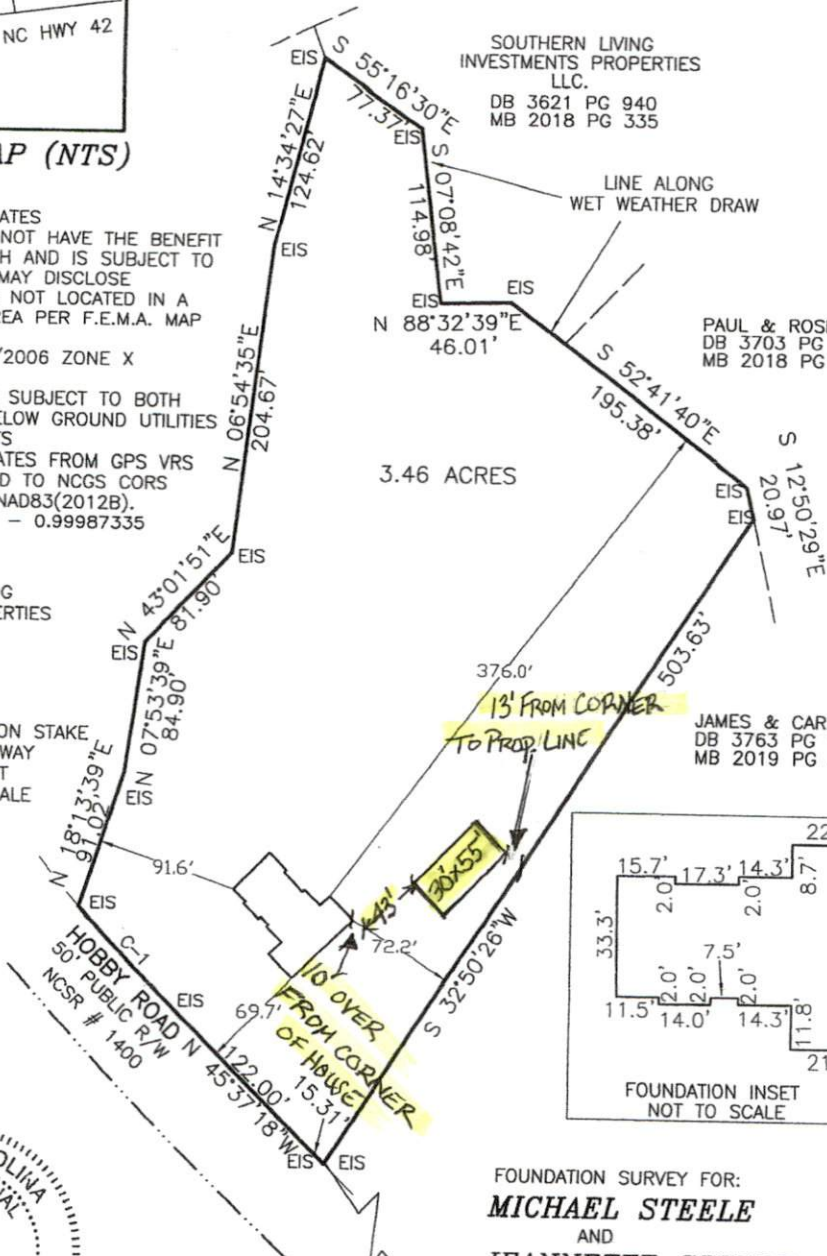 NC HWY 42
AP (NTS)
SOUTHERN LIVING
INVESTMENTS PROPERTIES
LLC.
DB 3621 PG 940
MB 2018 PG 335
EIS
S 55°16'30"E
77.37'
EIS
N 14°34'27"E
124.62'
S 07°08'42"E
114.98'
LINE ALONG
WET WEATHER DRAW
ATES
NOT HAVE THE BENEFIT
H AND IS SUBJECT TO
MAY DISCLOSE
NOT LOCATED IN A
EA PER F.E.M.A. MAP
/2006 ZONE X
SUBJECT TO BOTH
ELOW GROUND UTILITIES
TS
ATES FROM GPS VRS
D TO NCGS CORS
NAD83(2012B).
- 0.99987335
EIS
EIS
EIS
N 88°32'39"E
46.01'
PAUL & ROS
DB 3703 PG
MB 2018 PG
S 52°41'40"E
195.38'
N 06°54'35"E
204.67'
3.46 ACRES
S 12°50'29"E
20.97'
EIS
EIS
EIS
N 43°01'51"E
81.90'
G
ERTIES
EIS
N 07°53'39"E
84.90'
503.63'
376.0'
13' FROM CORNER
TO PROP. LINE
ON STAKE
WAY
T
ALE
JAMES & CAR
DB 3763 PG
MB 2019 PG
EIS
N 18°13'39"E
91.02'
91.6'
30'x55'
43'
72.2'
EIS
C-1
HOBBY ROAD
50' PUBLIC R/W
NCSR # 1400
EIS
69.7'
10' OVER
FROM CORNER
OF HOUSE
S 32°50'26"W
N 45°37'18"W
122.00'
15.31'
EIS
EIS
22
15.7'
17.3'
14.3'
8.7'
2.0'
2.0'
33.3'
7.5'
2.0'
2.0'
2.0'
11.5'
14.0'
14.3'
11.8'
21
FOUNDATION INSET
NOT TO SCALE
OLINA
AL
FOUNDATION SURVEY FOR:
MICHAEL STEELE
AND